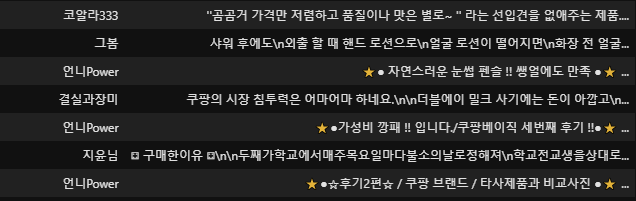 코알라333 "곰곰거 가격만 저렴하고 품질이나 맛은 별로~ " 라는 선입견을 없애주는 제품....
그봄 샤워 후에도\n외출 할 때 핸드 로션으로\n얼굴 로션이 떨어지면\n화장 전 얼굴...
언니Power ★ ● 자연스러운 눈썹 펜슬 !! 쌩얼에도 만족 ● ★ ...
결실과장미 쿠팡의 시장 침투력은 어마어마 하네요.\n\n더블에이 밀크 사기에는 돈이 아깝고\n...
언니Power ★ ●가성비 깡패 !! 입니다./쿠팡베이직 세번째 후기 !!● ★ ...
지윤님 ⚃ 구매한이유 ⚃\n\n두째가학교에서매주목요일마다불소의날로정해져\n학교전교생을상대로...
언니Power ★ ●☆후기2편☆ / 쿠팡 브랜드 / 타사제품과 비교사진 ● ★ ...